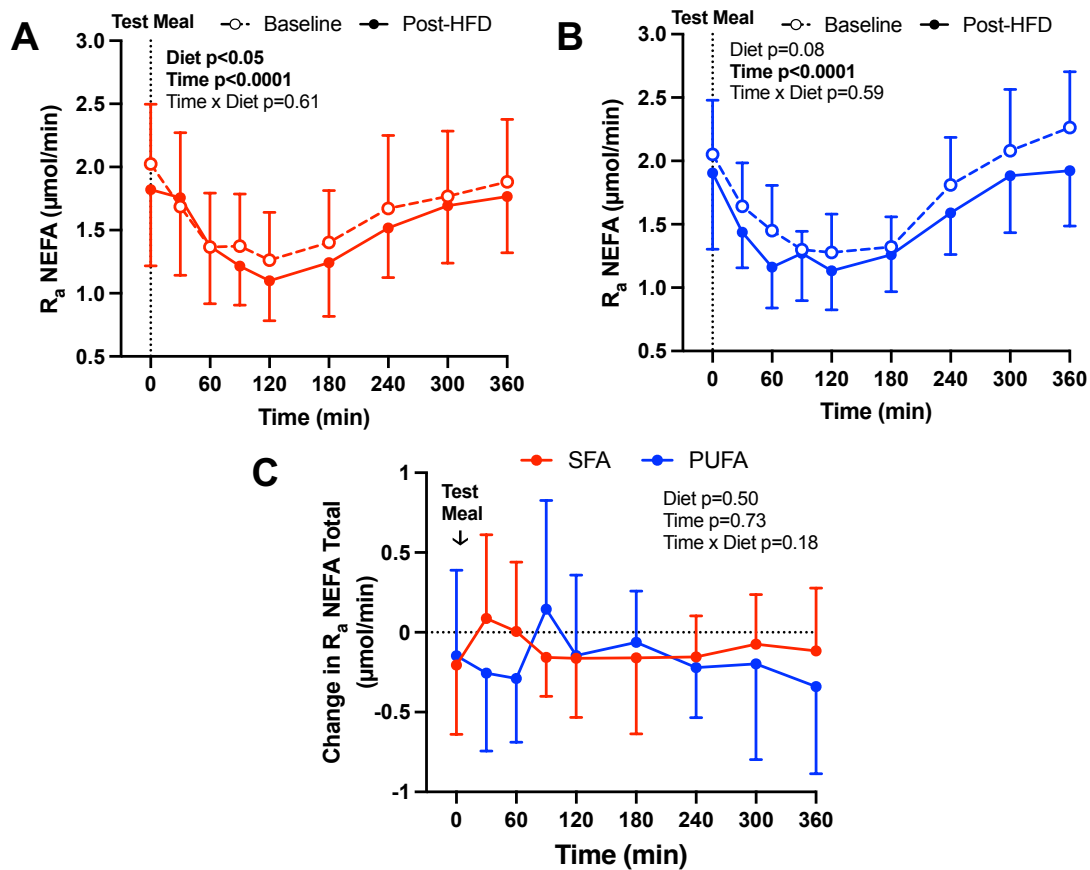 A
Test Meal
Baseline
Post-HFD
Diet p<0.05
Time p<0.0001
Time x Diet p=0.61
3.0
2.5
2.0
1.5
1.0
0.5
Ra NEFA (µmol/min)
0 60 120 180 240 300 360
Time (min)
B
Test Meal
Baseline
Post-HFD
Diet p=0.08
Time p<0.0001
Time x Diet p=0.59
3.0
2.5
2.0
1.5
1.0
0.5
Ra NEFA (µmol/min)
0 60 120 180 240 300 360
Time (min)
C
SFA
PUFA
Test
Meal
↓
Diet p=0.50
Time p=0.73
Time x Diet p=0.18
1
0.5
0
-0.5
-1
Change in Ra NEFA Total
(µmol/min)
0 60 120 180 240 300 360
Time (min)